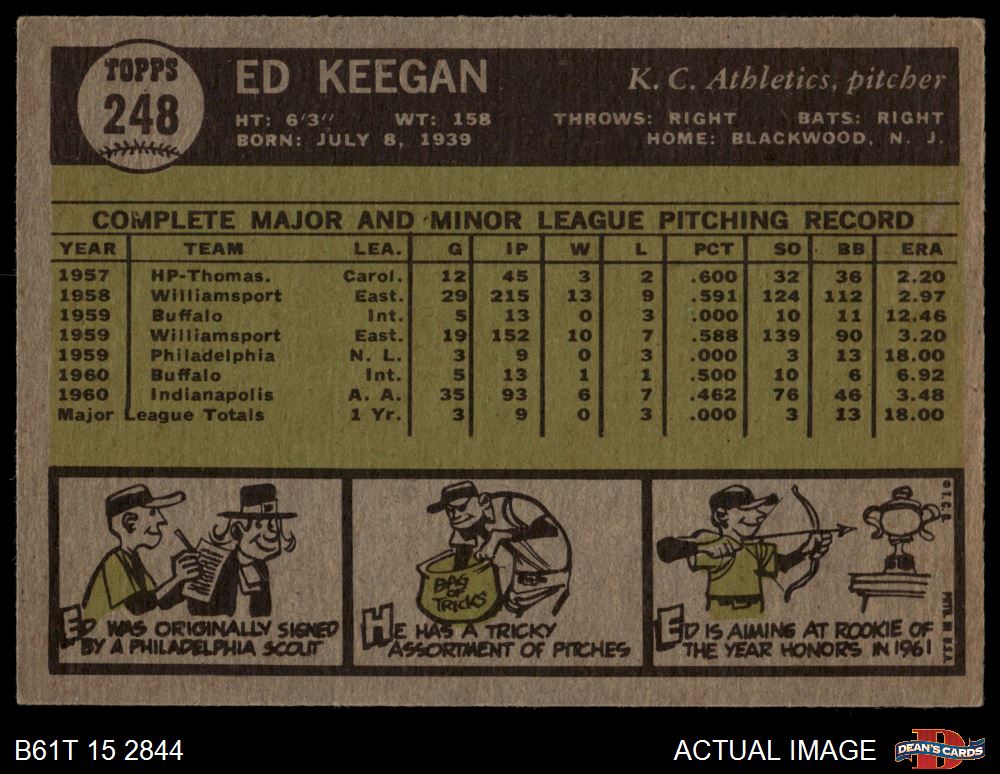 TOPPS
248
ED KEEGAN
K. C. Athletics, pitcher
HT: 6'3" WT: 158 THROWS: RIGHT BATS: RIGHT
BORN: JULY 8, 1939 HOME: BLACKWOOD, N. J.
COMPLETE MAJOR AND MINOR LEAGUE PITCHING RECORD
YEAR TEAM LEA. G IP W L PCT SO BB ERA
1957 HP-Thomas. Carol. 12 45 3 2 .600 32 36 2.20
1958 Williamsport East. 29 215 13 9 .591 124 112 2.97
1959 Buffalo Int. 5 13 0 3 .000 10 11 12.46
1959 Williamsport East. 19 152 10 7 .588 139 90 3.20
1959 Philadelphia N. L. 3 9 0 3 .000 3 13 18.00
1960 Buffalo Int. 5 13 1 1 .500 10 6 6.92
1960 Indianapolis A. A. 35 93 6 7 .462 76 46 3.48
Major League Totals 1 Yr. 3 9 0 3 .000 3 13 18.00
ED WAS ORIGINALLY SIGNED
BY A PHILADELPHIA SCOUT
BAG
OF
TRICKS
HE HAS A TRICKY
ASSORTMENT OF PITCHES
ED IS AIMING AT ROOKIE OF
THE YEAR HONORS IN 1961
© T.C.G. PRTD. IN U.S.A.
B61T 15 2844
ACTUAL IMAGE
D
DEAN'S CARDS